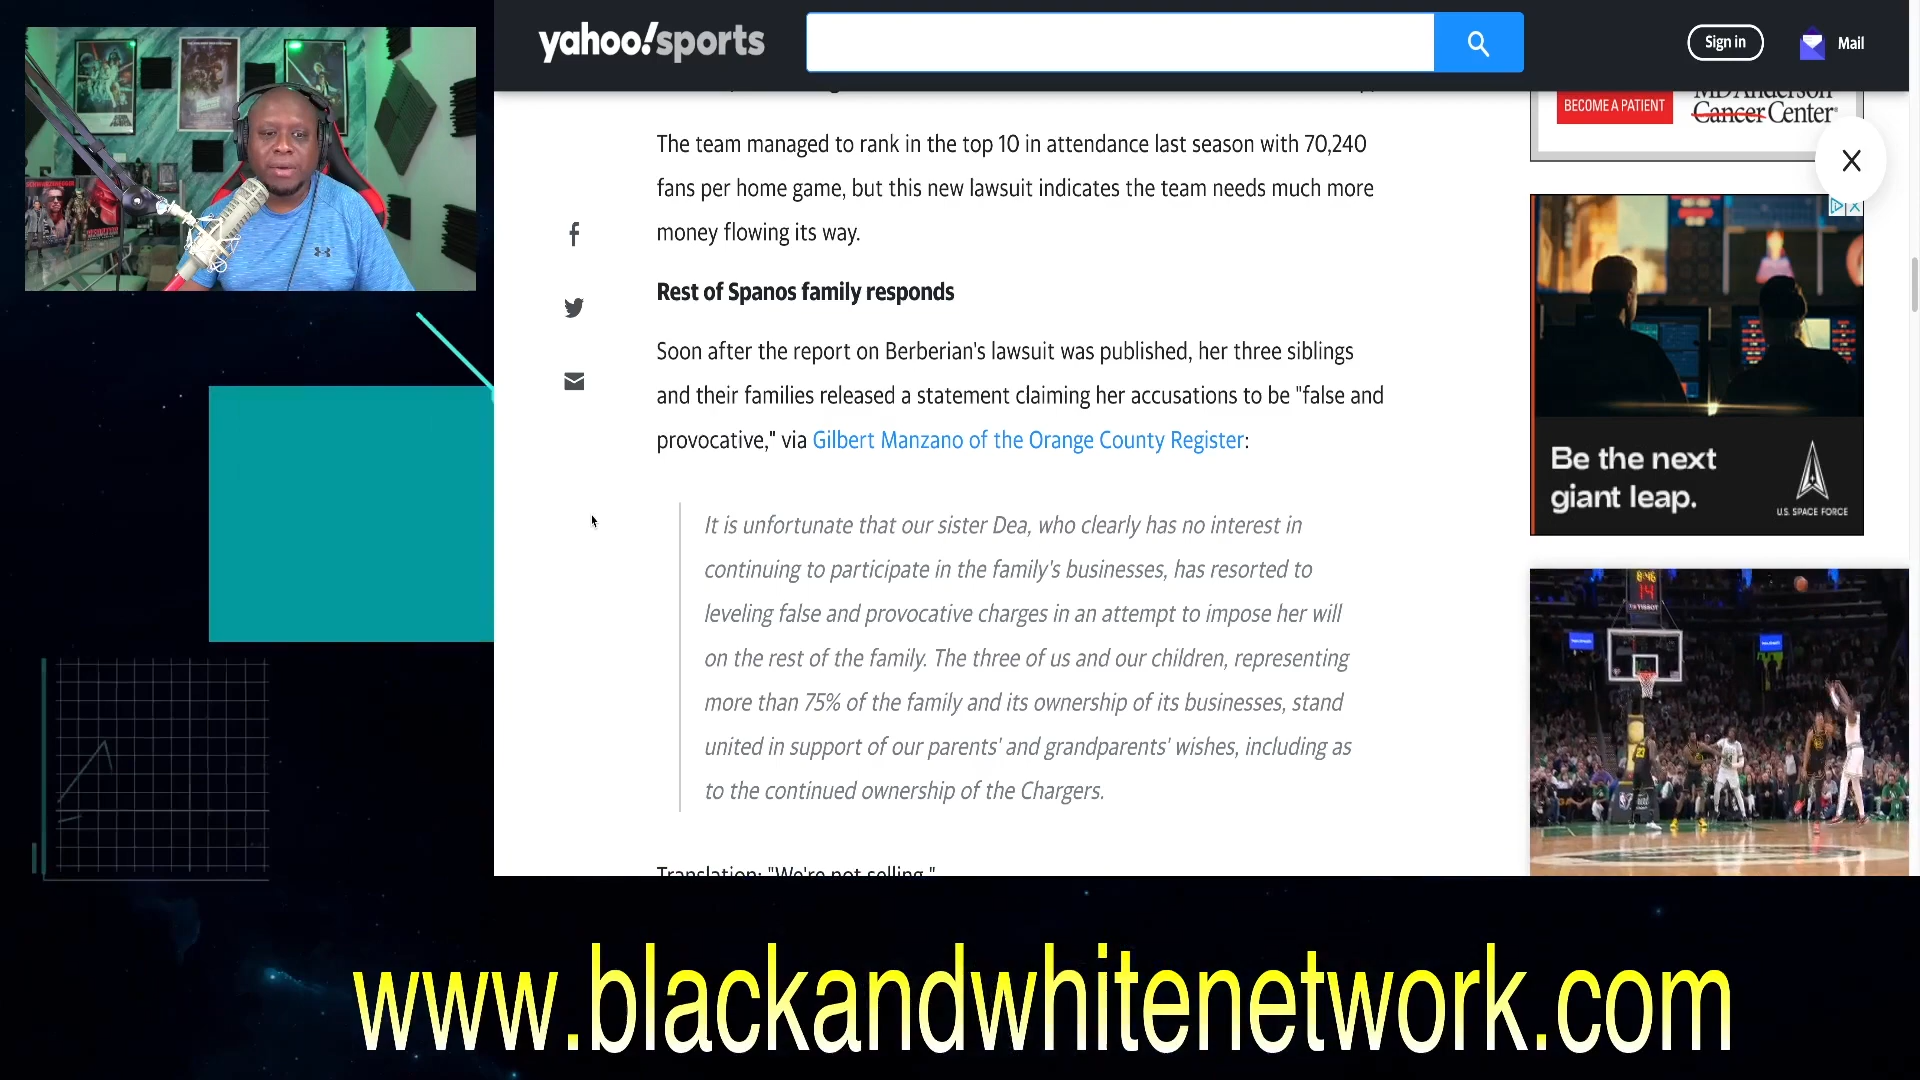 yahoo!sports
Sign in
Mail
The team managed to rank in the top 10 in attendance last season with 70,240
fans per home game, but this new lawsuit indicates the team needs much more
money flowing its way.
Rest of Spanos family responds
Soon after the report on Berberian's lawsuit was published, her three siblings
and their families released a statement claiming her accusations to be "false and
provocative," via Gilbert Manzano of the Orange County Register:
It is unfortunate that our sister Dea, who clearly has no interest in
continuing to participate in the family's businesses, has resorted to
leveling false and provocative charges in an attempt to impose her will
on the rest of the family. The three of us and our children, representing
more than 75% of the family and its ownership of its businesses, stand
united in support of our parents' and grandparents' wishes, including as
to the continued ownership of the Chargers.
Translation: "We're not selling."
BECOME A PATIENT
MD Anderson
Cancer Center
Be the next
giant leap.
U.S. SPACE FORCE
www.blackandwhitenetwork.com